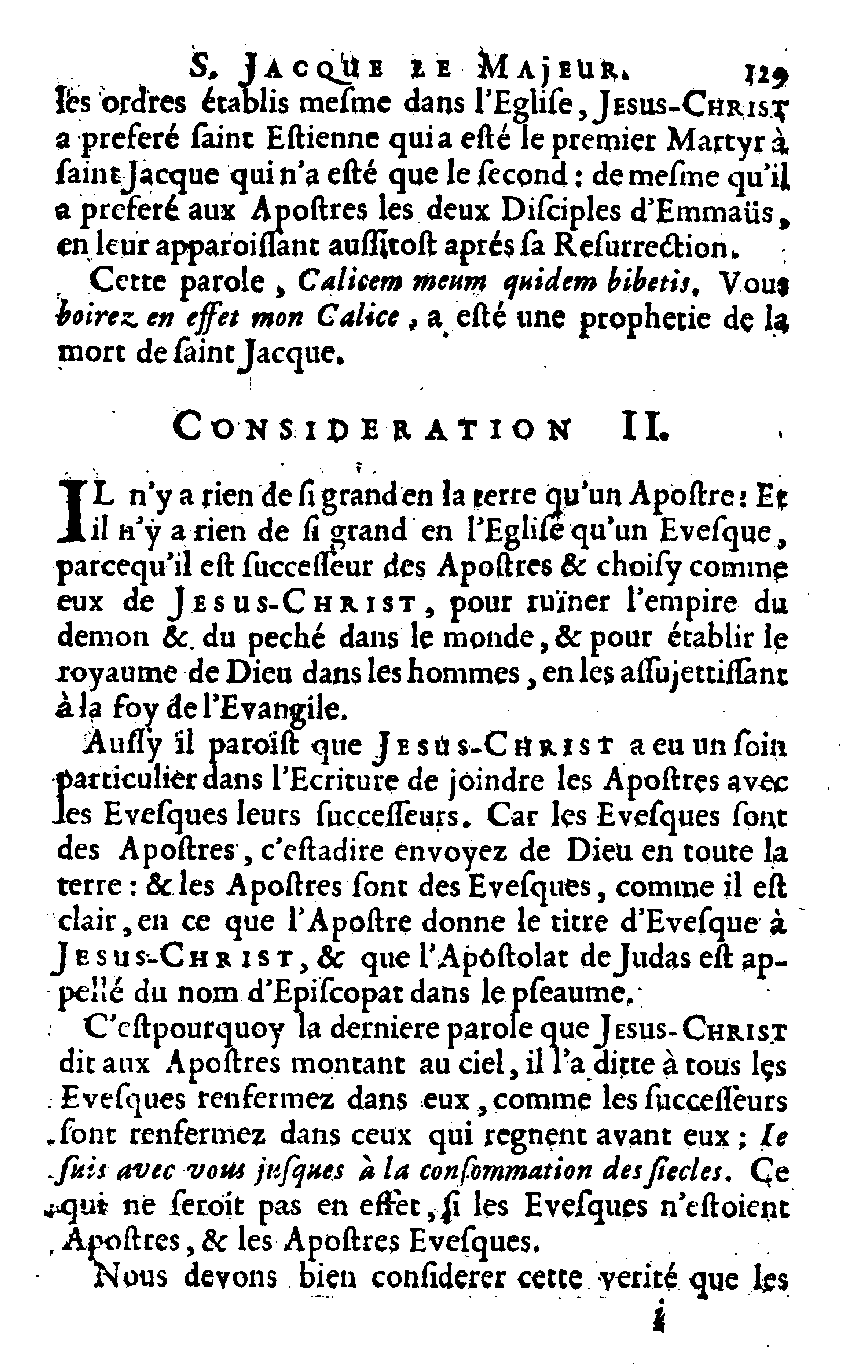 S. JACQUE LE MAJEUR. 129
les ordres établis meſme dans l'Egliſe, JESUS-CHRIST
a preferé ſaint Eſtienne qui a eſté le premier Martyr à
ſaint Jacque qui n'a eſté que le ſecond : de meſme qu'il
a preferé aux Apoſtres les deux Diſciples d'Emmaüs,
en leur apparoiſſant auſſitoſt aprés ſa Reſurrection.
Cette parole, Calicem meum quidem bibetis. Vous
boirez en effet mon Calice, a eſté une prophetie de la
mort de ſaint Jacque.
CONSIDERATION II.
IL n'y a rien de ſi grand en la terre qu'un Apoſtre: Et
il n'y a rien de ſi grand en l'Egliſe qu'un Eveſque,
parcequ'il eſt ſucceſſeur des Apoſtres & choiſy comme
eux de JESUS-CHRIST, pour ruïner l'empire du
demon & du peché dans le monde, & pour établir le
royaume de Dieu dans les hommes, en les aſſujettiſſant
à la foy de l'Evangile.
Auſſy il paroiſt que JESUS-CHRIST a eu un ſoin
particulier dans l'Ecriture de joindre les Apoſtres avec
les Eveſques leurs ſucceſſeurs. Car les Eveſques ſont
des Apoſtres, c'eſtadire envoyez de Dieu en toute la
terre : & les Apoſtres ſont des Eveſques, comme il eſt
clair, en ce que l'Apoſtre donne le titre d'Eveſque à
JESUS-CHRIST, & que l'Apoſtolat de Judas eſt ap-
pellé du nom d'Epiſcopat dans le pſeaume.
C'eſtpourquoy la derniere parole que JESUS-CHRIST
dit aux Apoſtres montant au ciel, il l'a ditte à tous les
Eveſques renfermez dans eux, comme les ſucceſſeurs
ſont renfermez dans ceux qui regnent avant eux ; Ie
ſuis avec vous juſques à la conſommation des ſiecles. Ce
qui ne ſeroit pas en effet, ſi les Eveſques n'eſtoient
Apoſtres, & les Apoſtres Eveſques.
Nous devons bien conſiderer cette verité que les
i